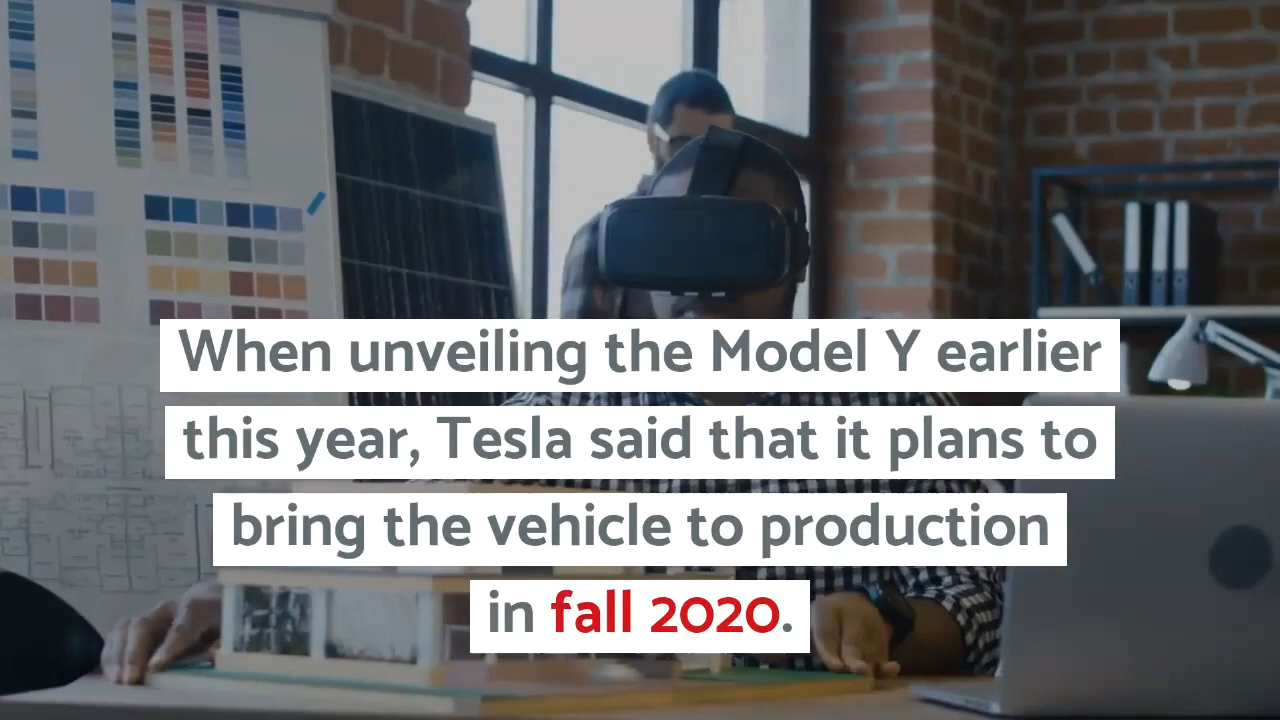 When unveiling the Model Y earlier
this year, Tesla said that it plans to
bring the vehicle to production
in fall 2020.